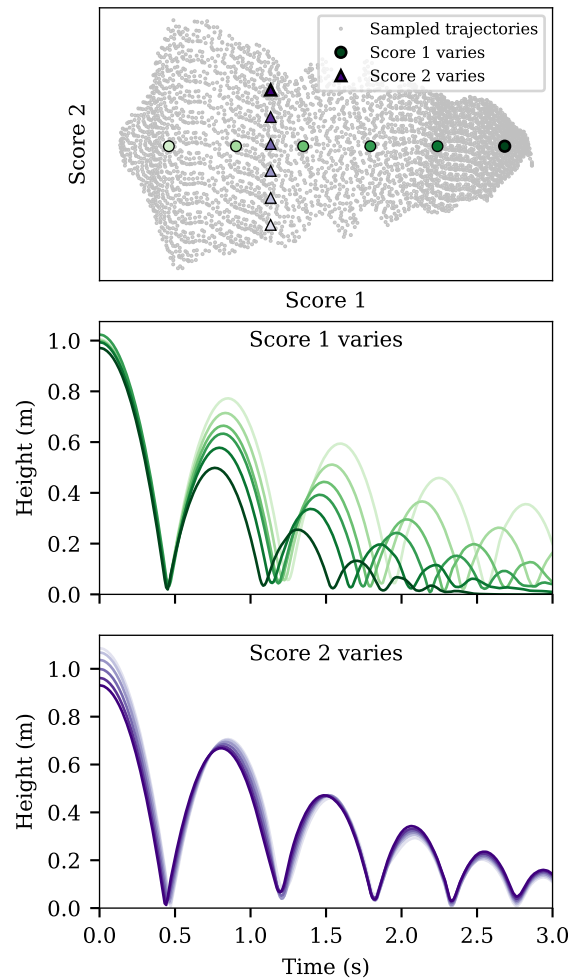 Sampled trajectories
Score 1 varies
Score 2 varies
Score 2
Score 1
Score 1 varies
1.0
0.8
0.6
0.4
0.2
0.0
Height (m)
Score 2 varies
1.0
0.8
0.6
0.4
0.2
0.0
Height (m)
0.0 0.5 1.0 1.5 2.0 2.5 3.0
Time (s)